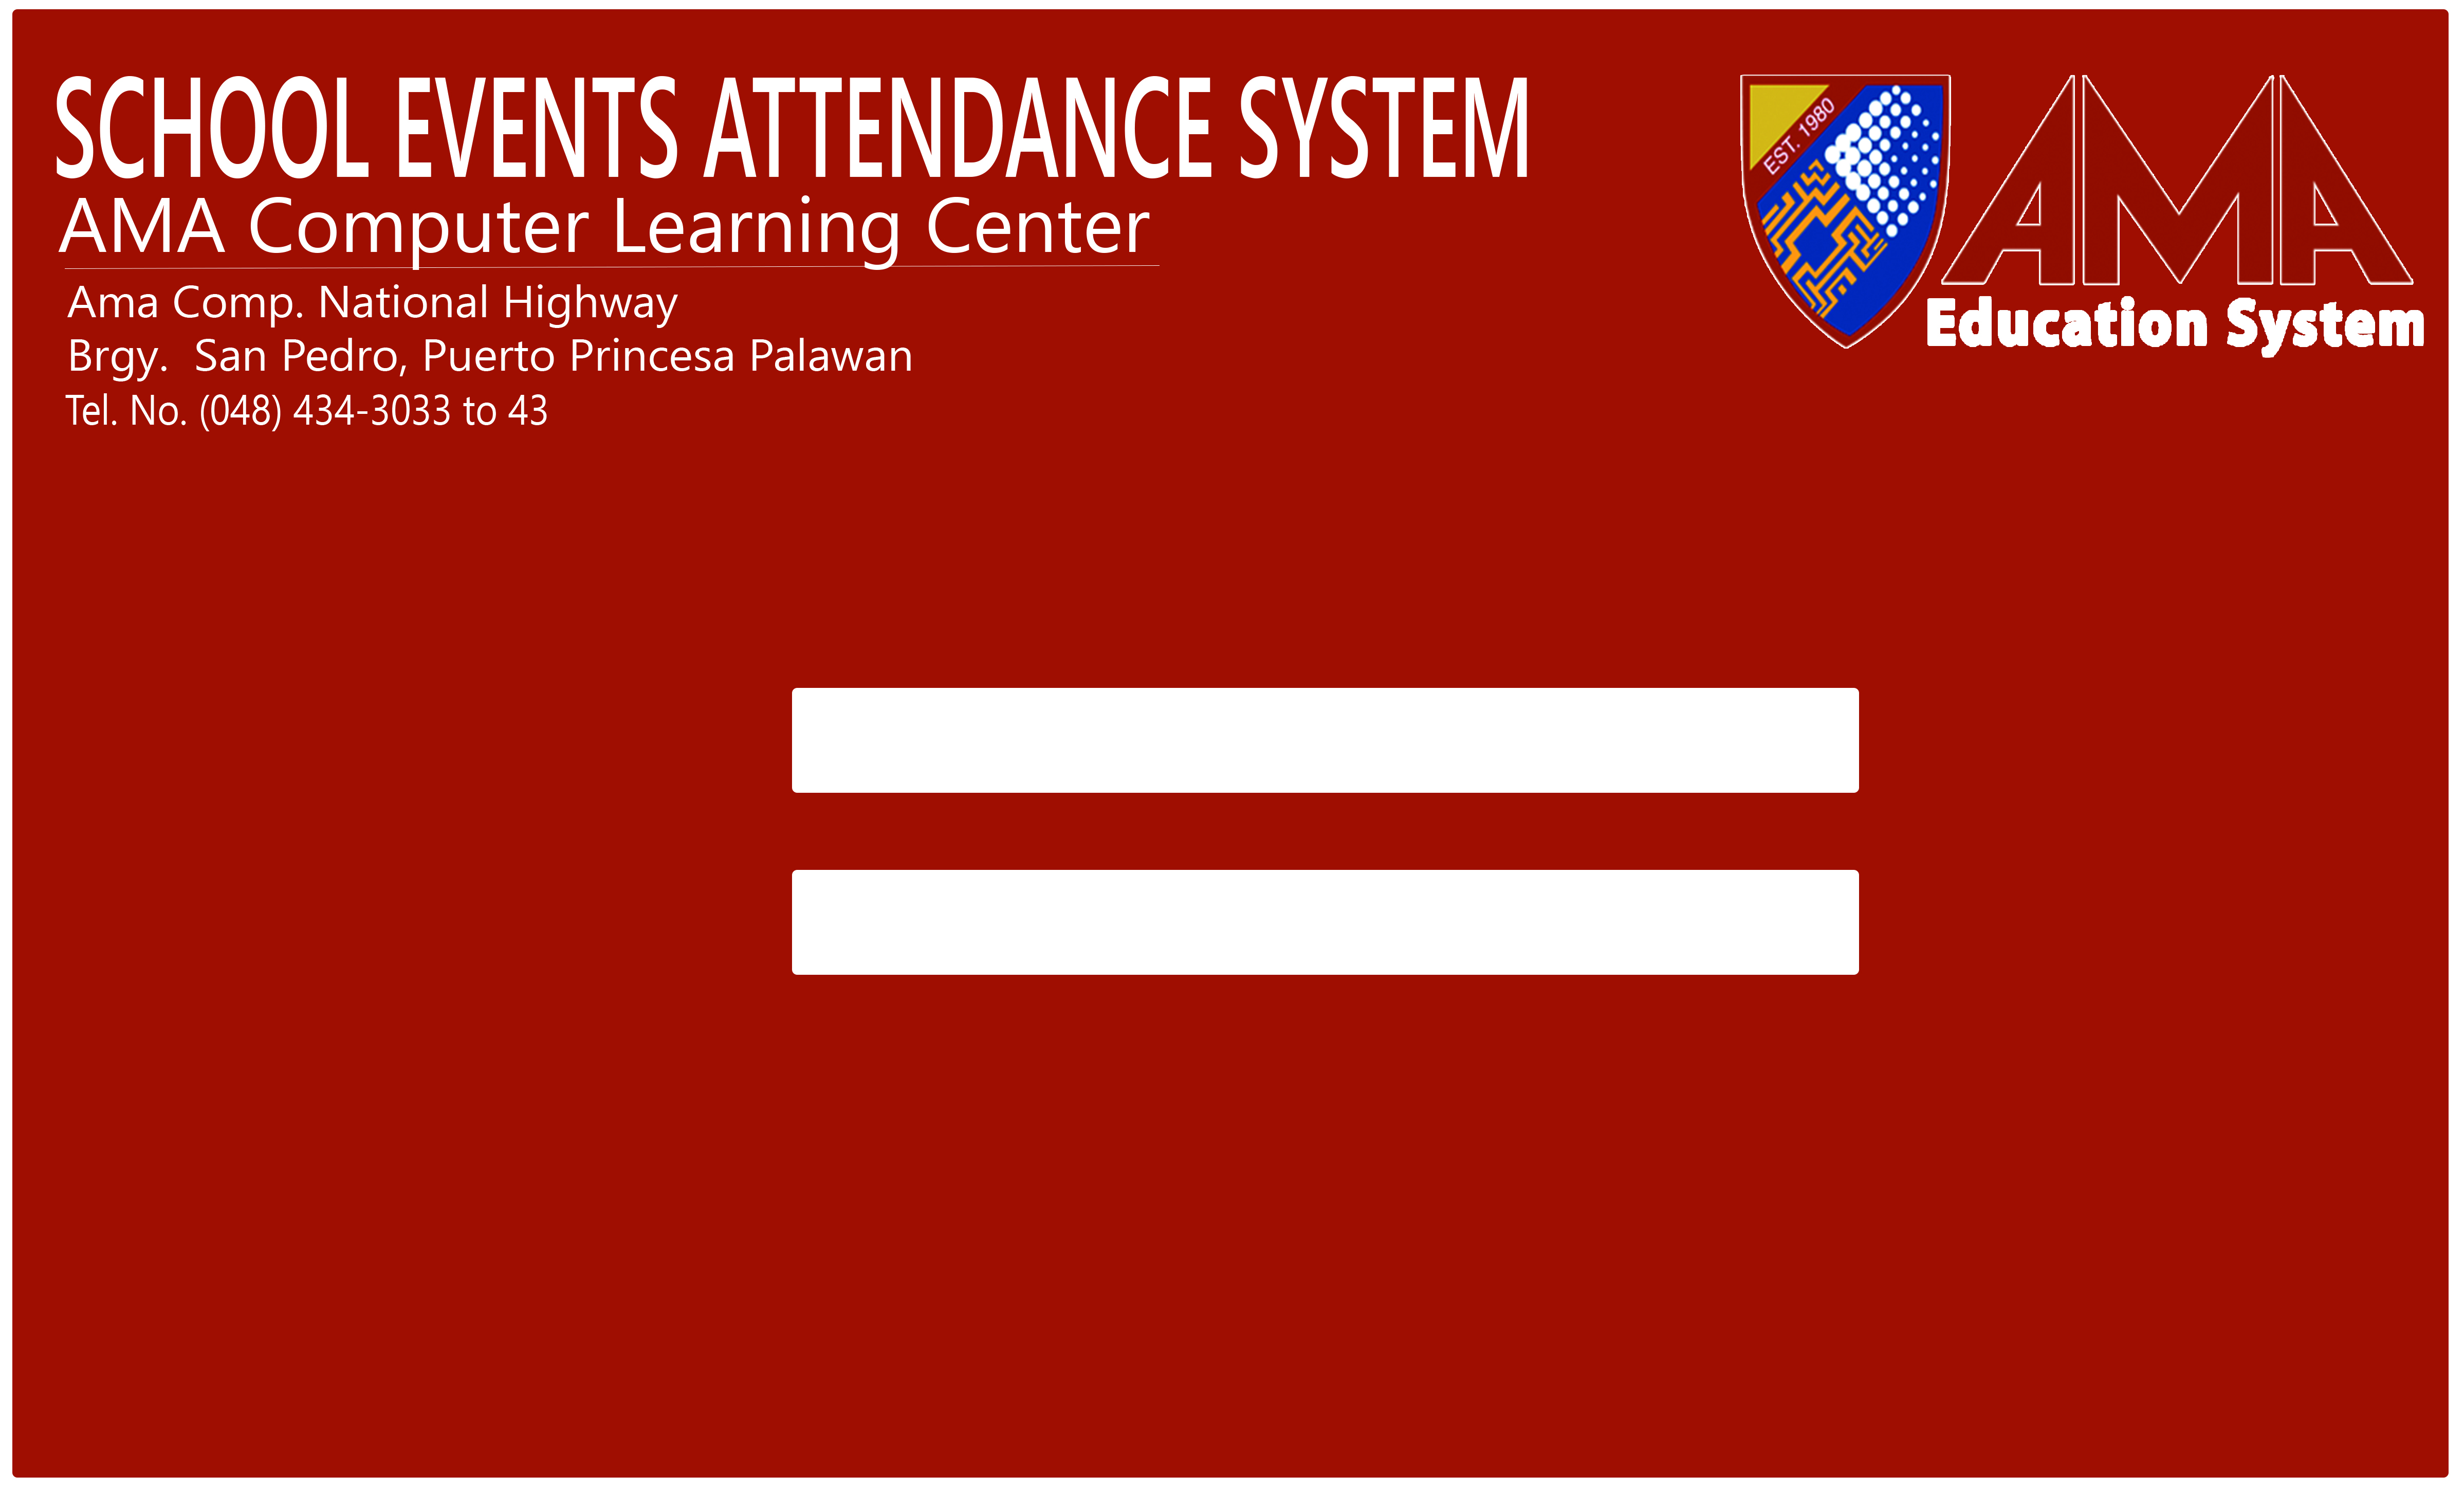 SCHOOL EVENTS ATTENDANCE SYSTEM
AMA Computer Learning Center
Ama Comp. National Highway
Brgy.  San Pedro, Puerto Princesa Palawan
Tel. No. (048) 434-3033 to 43
EST. 1980
AMA
Education System